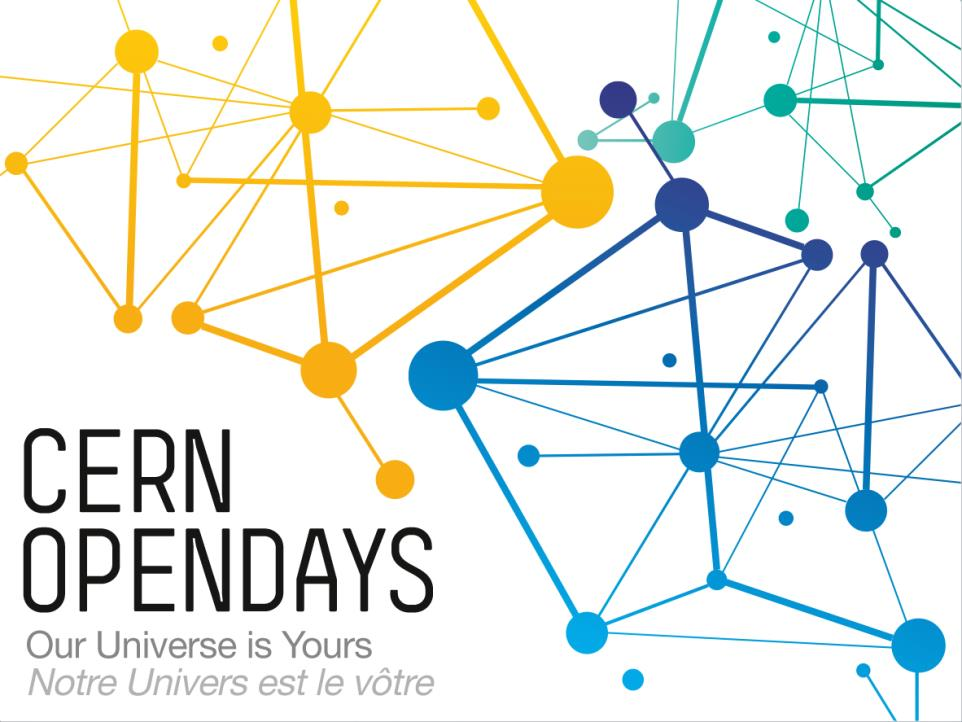 CERN
OPENDAYS
Our Universe is Yours
Notre Univers est le vôtre